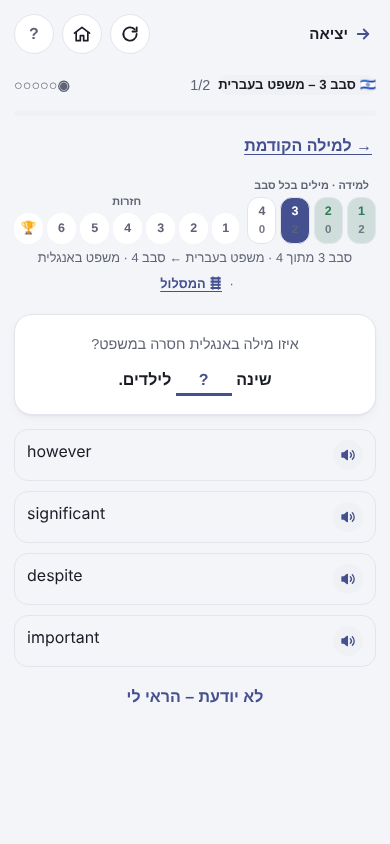 יציאה
?
🇮🇱 סבב 3 – משפט בעברית 1/2
→ למילה הקודמת
למידה · מילים בכל סבב
חזרות
1 2 3 4
2 0 2 0
1 2 3 4 5 6 🏆
סבב 3 מתוך 4 · משפט בעברית ← סבב 4 · משפט באנגלית
· 🧬 המסלול
איזו מילה באנגלית חסרה במשפט?
שינה ? לילדים.
however
significant
despite
important
לא יודעת – הראי לי